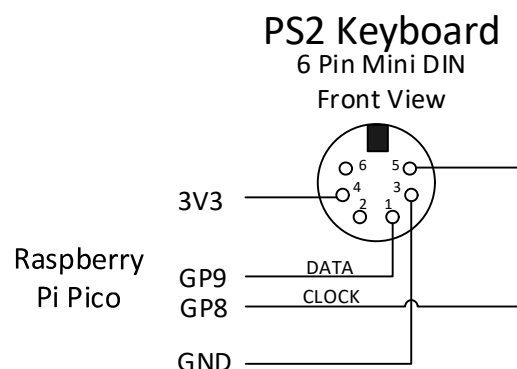 PS2 Keyboard
6 Pin Mini DIN
Front View
6 5
4 3
2 1
3V3
Raspberry
Pi Pico
GP9 DATA
GP8 CLOCK
GND